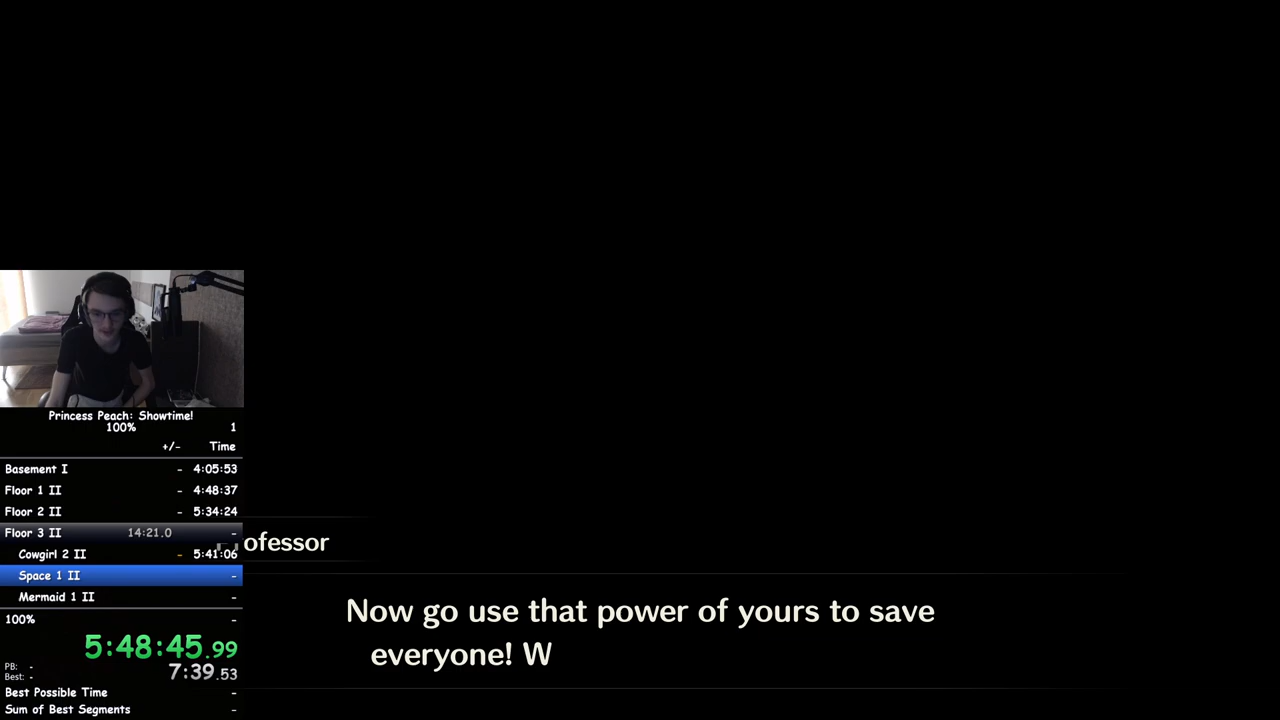 Princess Peach: Showtime!
100% 1
+/- Time
Basement I - 4:05:53
Floor 1 II - 4:48:37
Floor 2 II - 5:34:24
Floor 3 II 14:21.0 -
Cowgirl 2 II - 5:41:06
Space 1 II -
Mermaid 1 II -
100% -
5:48:45.99
PB: -
Best: - 7:39.53
Best Possible Time -
Sum of Best Segments -
Professor
Now go use that power of yours to save
everyone! W